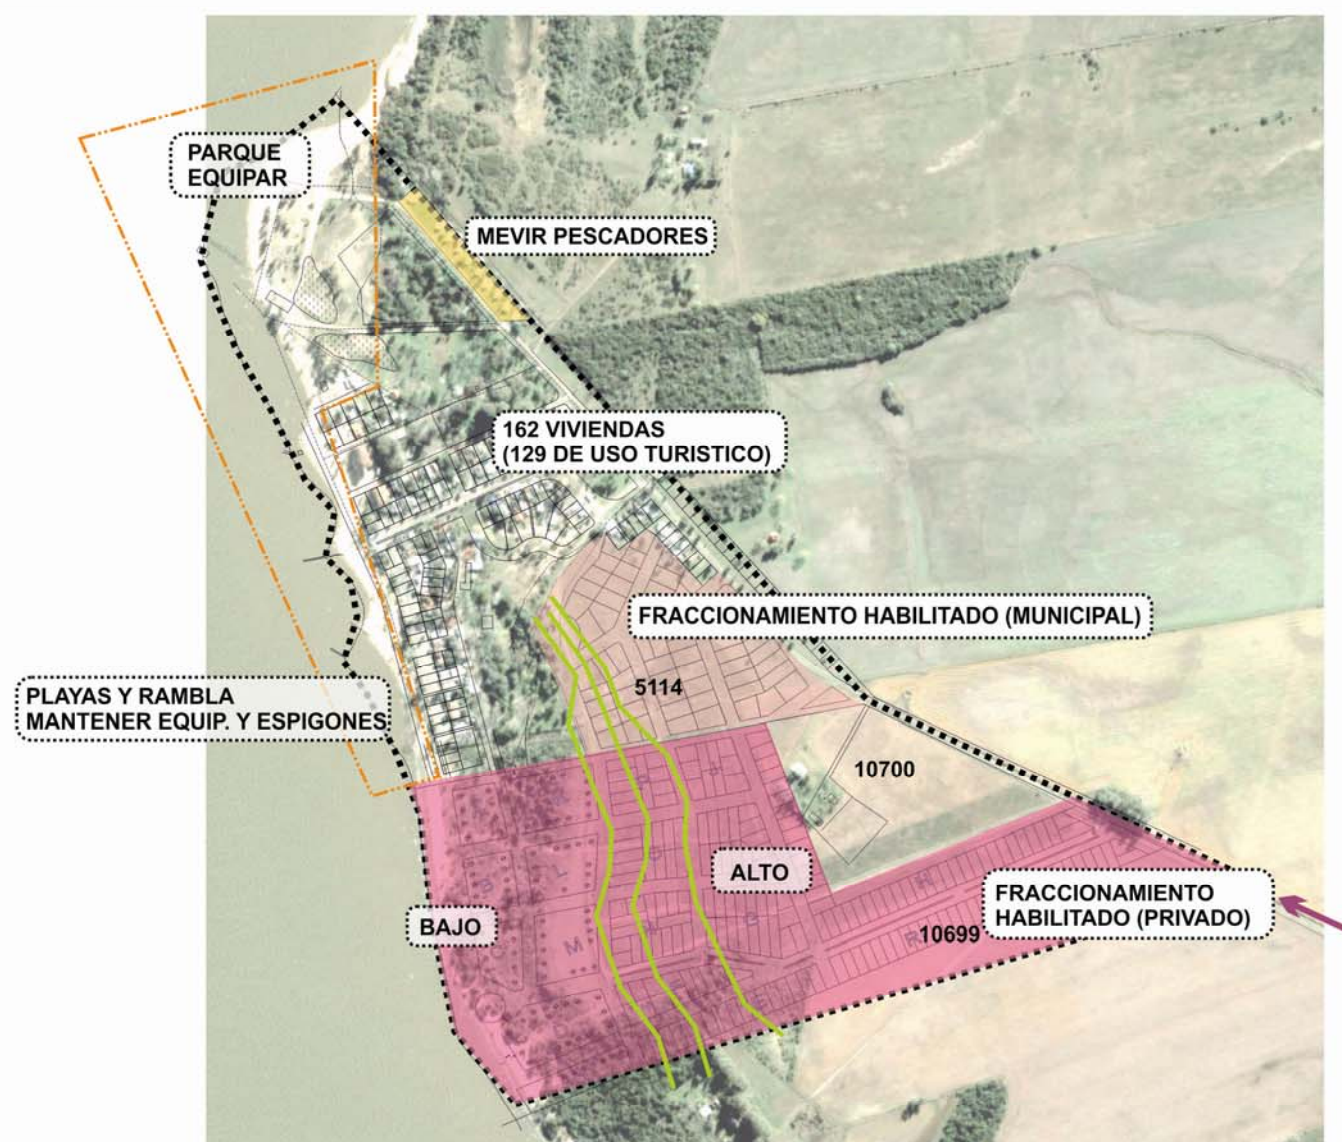 PARQUE
EQUIPAR
MEVIR PESCADORES
162 VIVIENDAS
(129 DE USO TURISTICO)
FRACCIONAMIENTO HABILITADO (MUNICIPAL)
5114
PLAYAS Y RAMBLA
MANTENER EQUIP. Y ESPIGONES
10700
ALTO
FRACCIONAMIENTO
HABILITADO (PRIVADO)
BAJO
10699
B
L
M